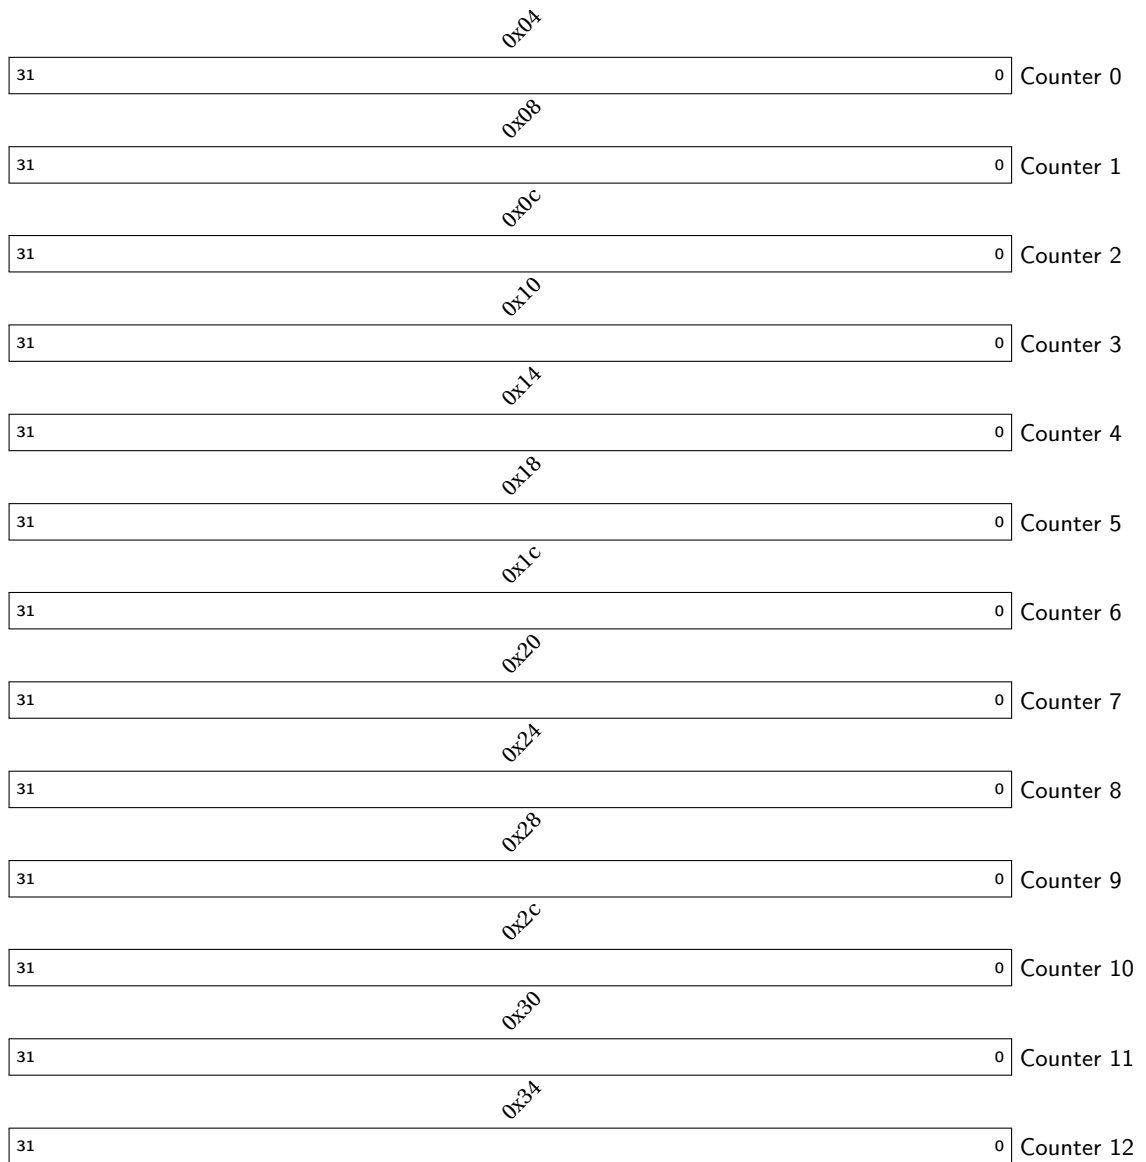 0x04
31 0 Counter 0
0x08
31 0 Counter 1
0x0c
31 0 Counter 2
0x10
31 0 Counter 3
0x14
31 0 Counter 4
0x18
31 0 Counter 5
0x1c
31 0 Counter 6
0x20
31 0 Counter 7
0x24
31 0 Counter 8
0x28
31 0 Counter 9
0x2c
31 0 Counter 10
0x30
31 0 Counter 11
0x34
31 0 Counter 12